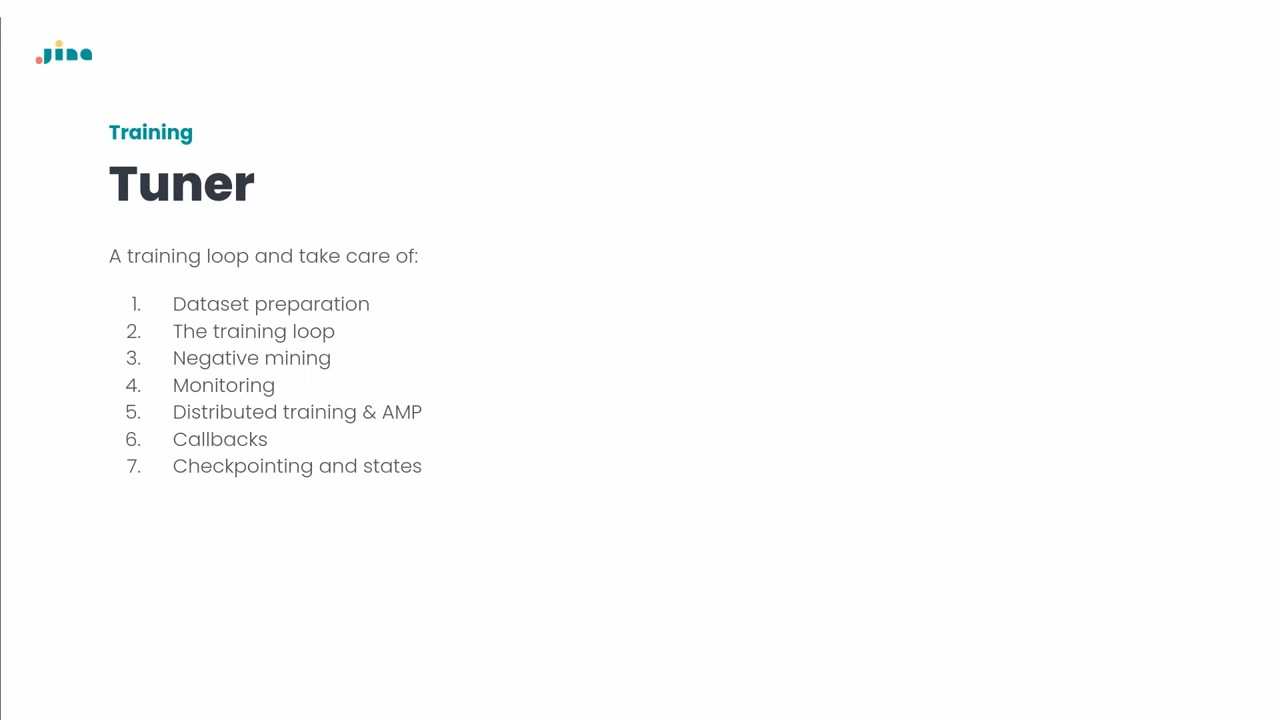 Jina
Training
Tuner
A training loop and take care of:
1. Dataset preparation
2. The training loop
3. Negative mining
4. Monitoring
5. Distributed training & AMP
6. Callbacks
7. Checkpointing and states